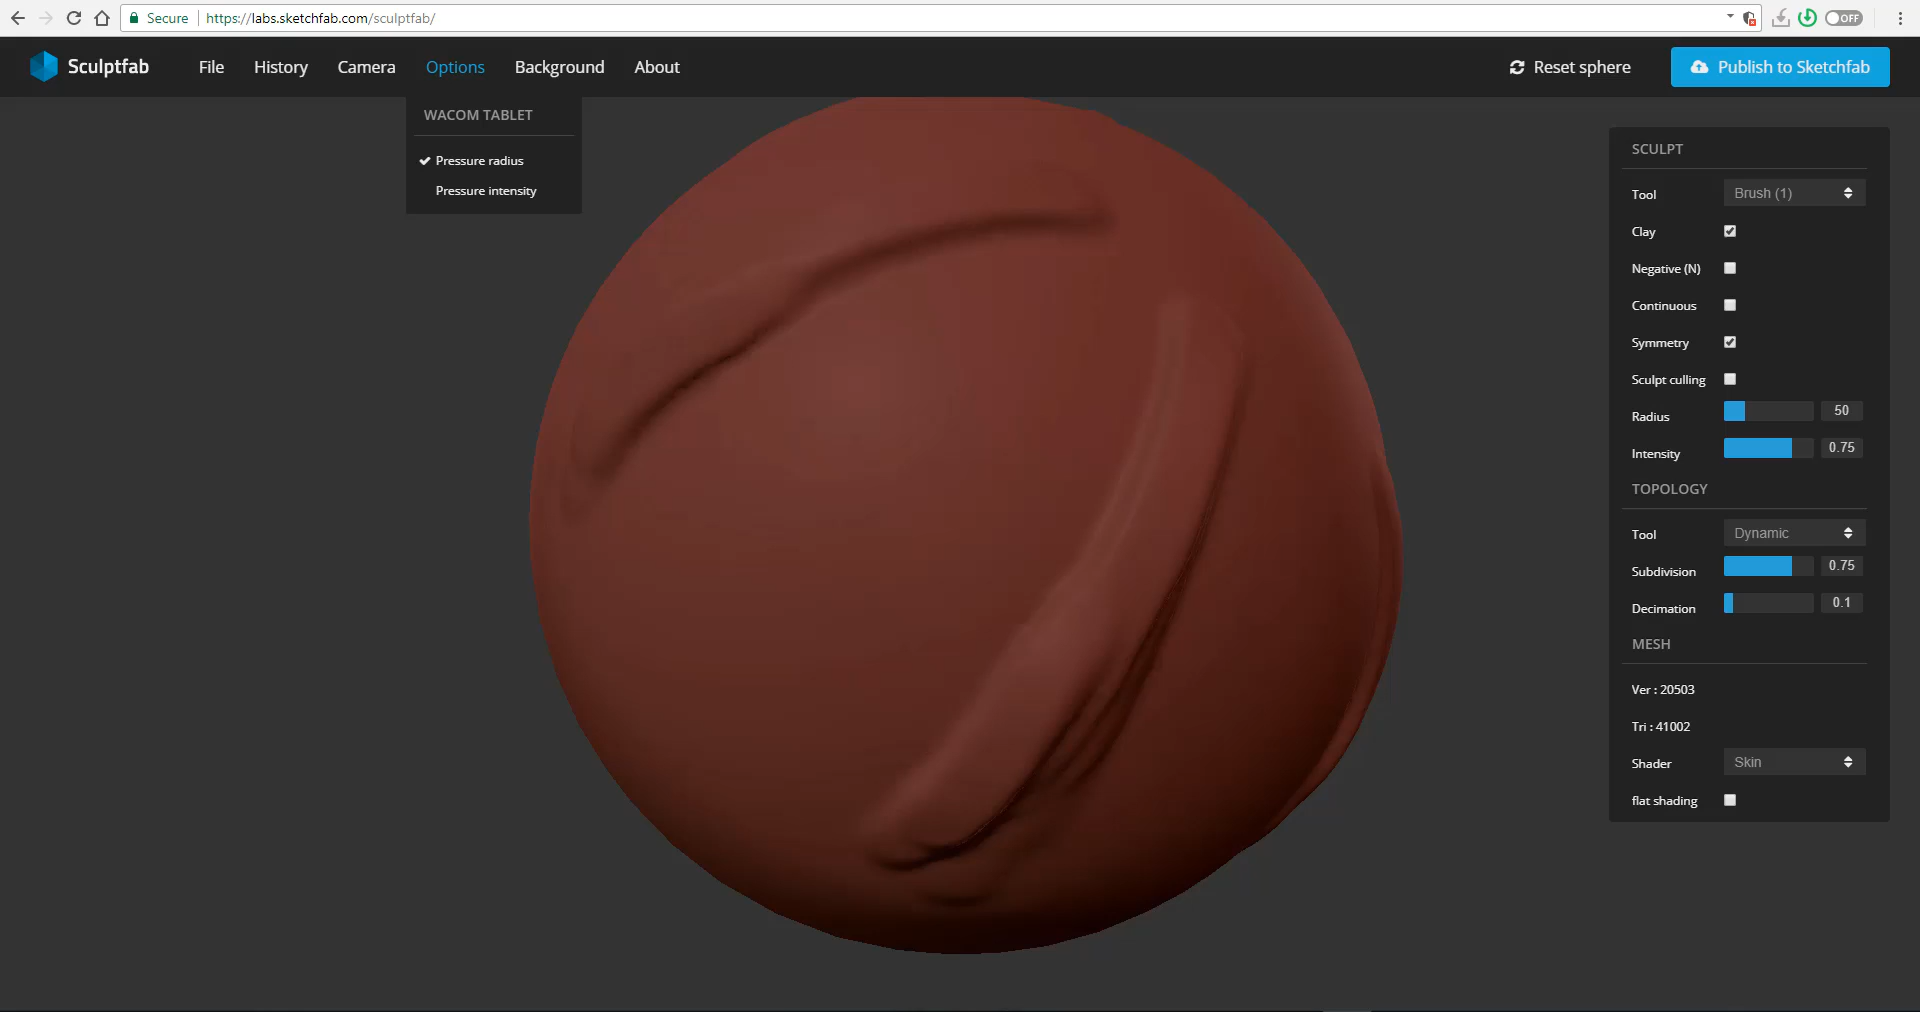 Secure https://labs.sketchfab.com/sculptfab/ OFF
Sculptfab File History Camera Options Background About Reset sphere Publish to Sketchfab
WACOM TABLET
Pressure radius
Pressure intensity
SCULPT
Tool Brush (1)
Clay
Negative (N)
Continuous
Symmetry
Sculpt culling
Radius 50
Intensity 0.75
TOPOLOGY
Tool Dynamic
Subdivision 0.75
Decimation 0.1
MESH
Ver : 20503
Tri : 41002
Shader Skin
flat shading